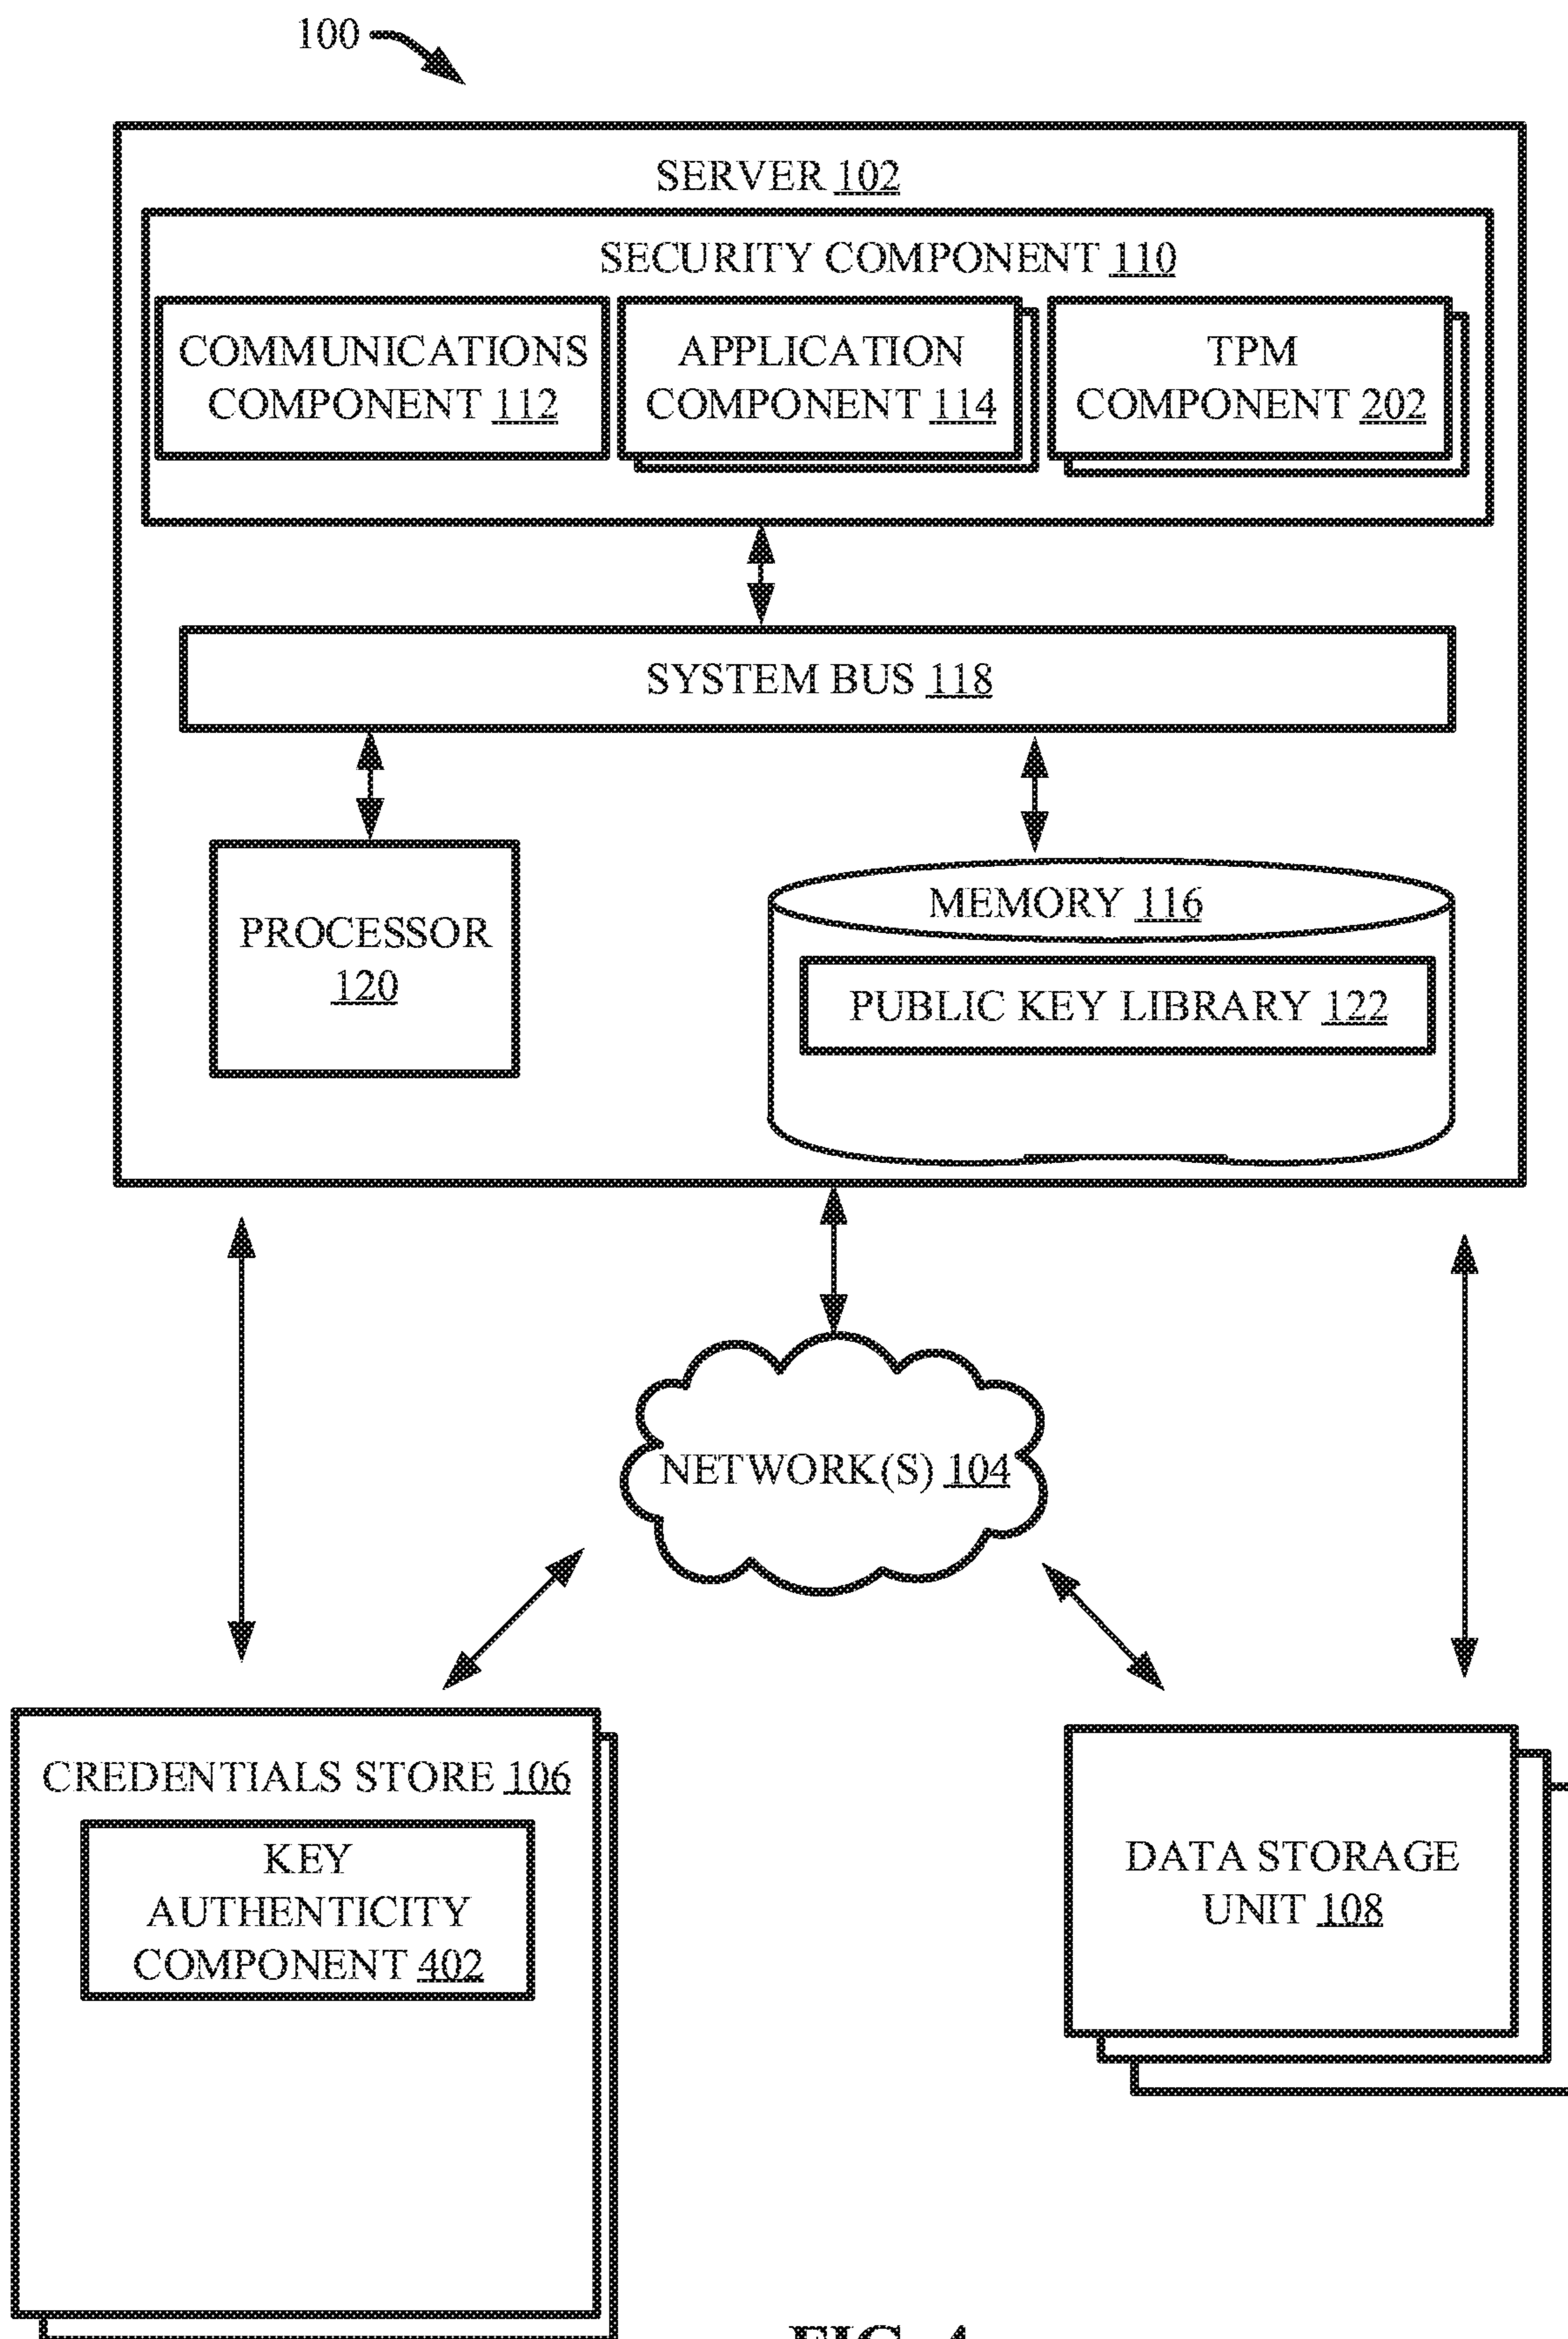 100
SERVER 102
SECURITY COMPONENT 110
COMMUNICATIONS
COMPONENT 112
APPLICATION
COMPONENT 114
TPM
COMPONENT 202
SYSTEM BUS 118
PROCESSOR
120
MEMORY 116
PUBLIC KEY LIBRARY 122
NETWORK(S) 104
CREDENTIALS STORE 106
KEY
AUTHENTICITY
COMPONENT 402
DATA STORAGE
UNIT 108
FIG. 4